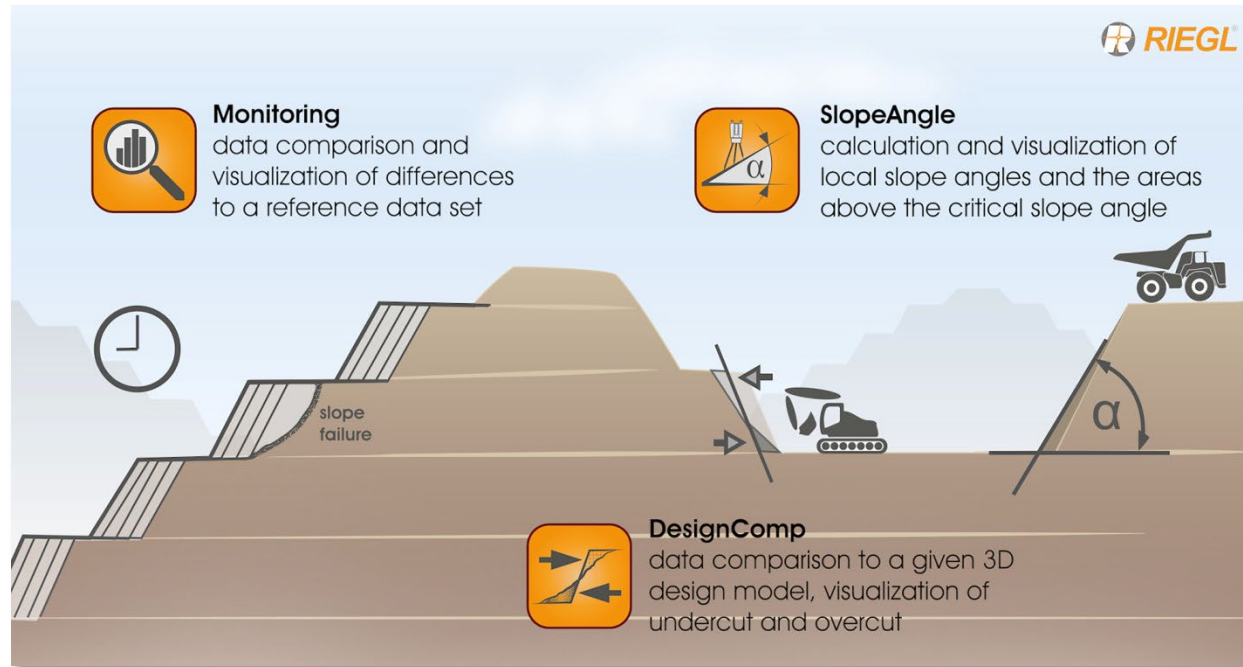 RIEGL®
Monitoring
data comparison and
visualization of differences
to a reference data set
SlopeAngle
calculation and visualization of
local slope angles and the areas
above the critical slope angle
α
slope
failure
α
DesignComp
data comparison to a given 3D
design model, visualization of
undercut and overcut